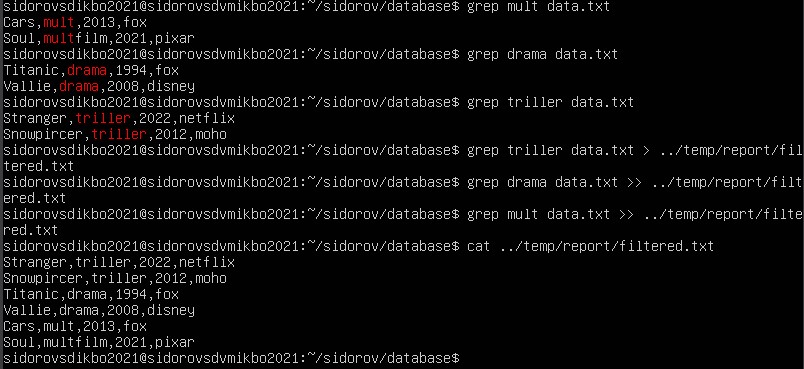 sidorovsdikbo2021@sidorovsdvmikbo2021:~/sidorov/database$ grep mult data.txt
Cars,mult,2013,fox
Soul,multfilm,2021,pixar
sidorovsdikbo2021@sidorovsdvmikbo2021:~/sidorov/database$ grep drama data.txt
Titanic,drama,1994,fox
Vallie,drama,2008,disney
sidorovsdikbo2021@sidorovsdvmikbo2021:~/sidorov/database$ grep triller data.txt
Stranger,triller,2022,netflix
Snowpircer,triller,2012,moho
sidorovsdikbo2021@sidorovsdvmikbo2021:~/sidorov/database$ grep triller data.txt > ../temp/report/fil
tered.txt
sidorovsdikbo2021@sidorovsdvmikbo2021:~/sidorov/database$ grep drama data.txt >> ../temp/report/filt
ered.txt
sidorovsdikbo2021@sidorovsdvmikbo2021:~/sidorov/database$ grep mult data.txt >> ../temp/report/filte
red.txt
sidorovsdikbo2021@sidorovsdvmikbo2021:~/sidorov/database$ cat ../temp/report/filtered.txt
Stranger,triller,2022,netflix
Snowpircer,triller,2012,moho
Titanic,drama,1994,fox
Vallie,drama,2008,disney
Cars,mult,2013,fox
Soul,multfilm,2021,pixar
sidorovsdikbo2021@sidorovsdvmikbo2021:~/sidorov/database$